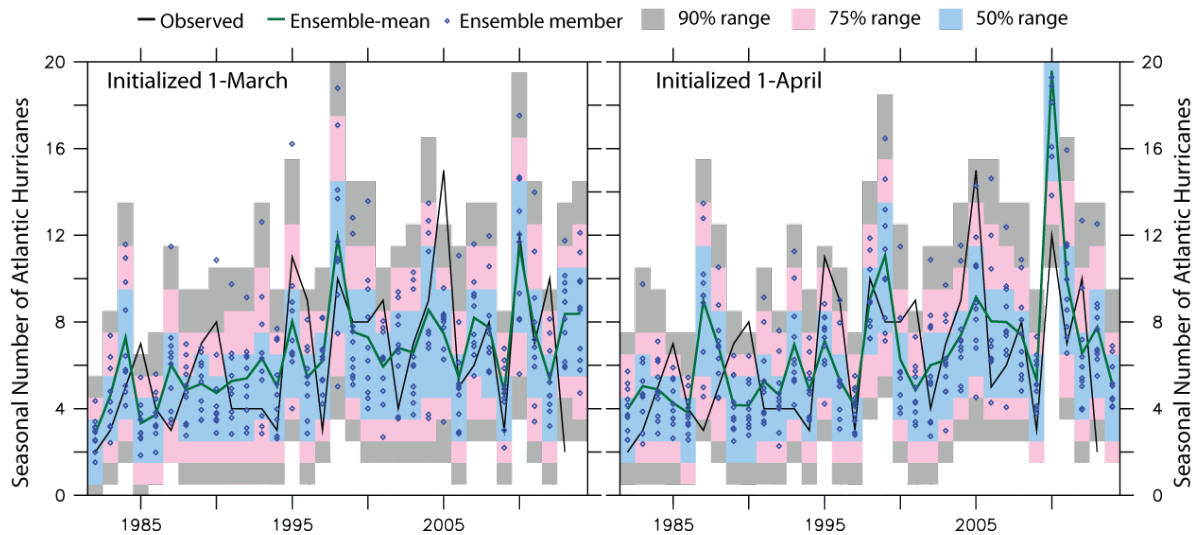 Observed Ensemble-mean Ensemble member 90% range 75% range 50% range
Initialized 1-March
Initialized 1-April
Seasonal Number of Atlantic Hurricanes
20
16
12
8
4
0
1985 1995 2005
1985 1995 2005
20
16
12
8
4
0
Seasonal Number of Atlantic Hurricanes